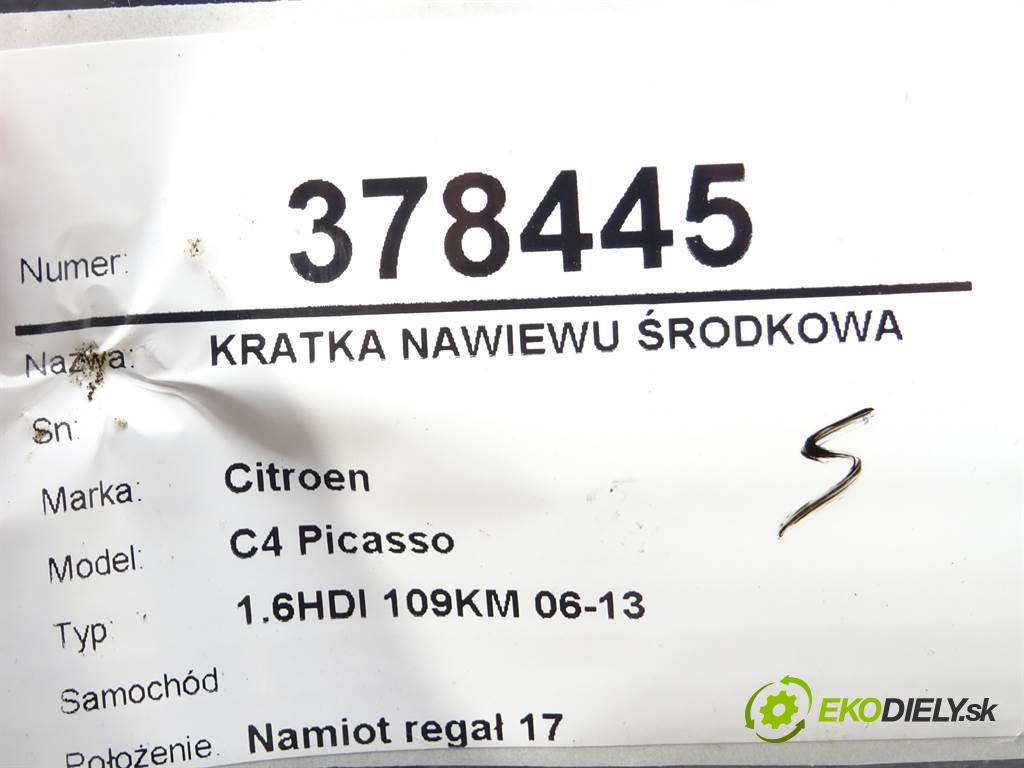 Numer: 378445
Nazwa: KRATKA NAWIEWU ŚRODKOWA
Sn:
Marka: Citroen
Model: C4 Picasso
Typ: 1.6HDI 109KM 06-13
Samochód
Położenie. Namiot regał 17
S
EKODIELY.sk